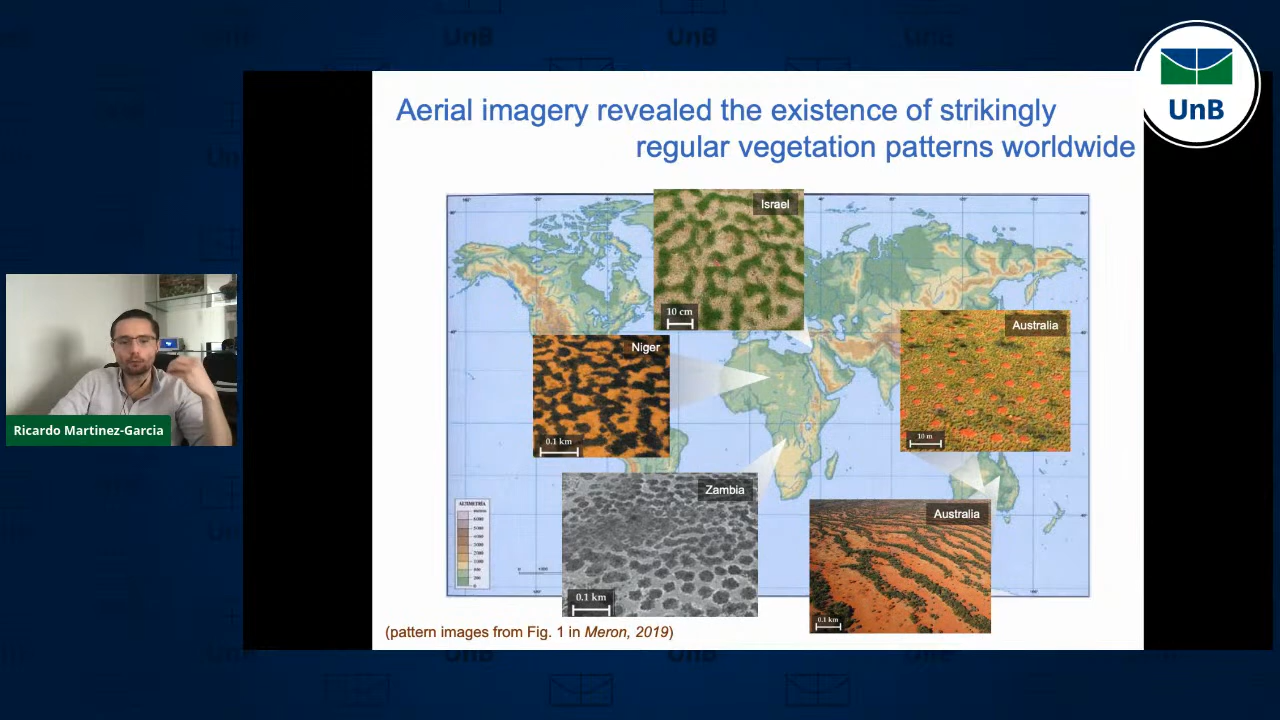 Aerial imagery revealed the existence of strikingly
regular vegetation patterns worldwide
UnB
Israel
10 cm
Niger
0.1 km
Australia
10 m
Zambia
0.1 km
Australia
0.1 km
Ricardo Martinez-Garcia
(pattern images from Fig. 1 in Meron, 2019)